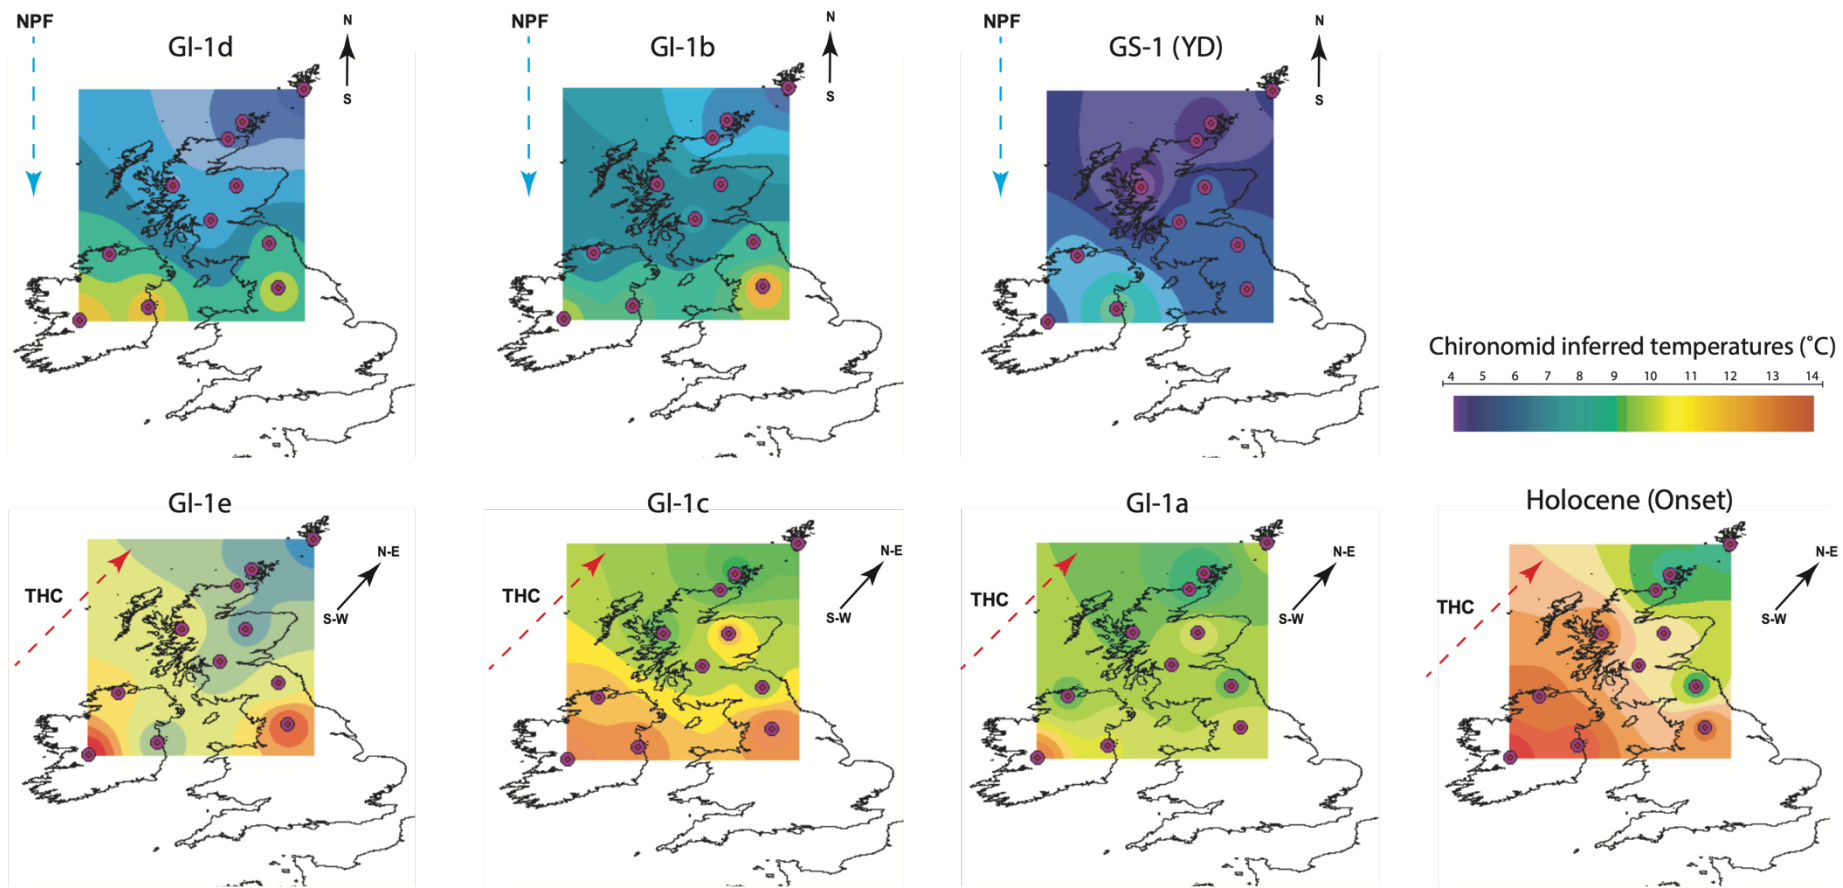 NPF
GI-1d
N
S
NPF
GI-1b
N
S
NPF
GS-1 (YD)
N
S
Chironomid inferred temperatures (˚C)
4 5 6 7 8 9 10 11 12 13 14
GI-1e
THC
N-E
S-W
GI-1c
THC
N-E
S-W
GI-1a
THC
N-E
S-W
Holocene (Onset)
THC
N-E
S-W